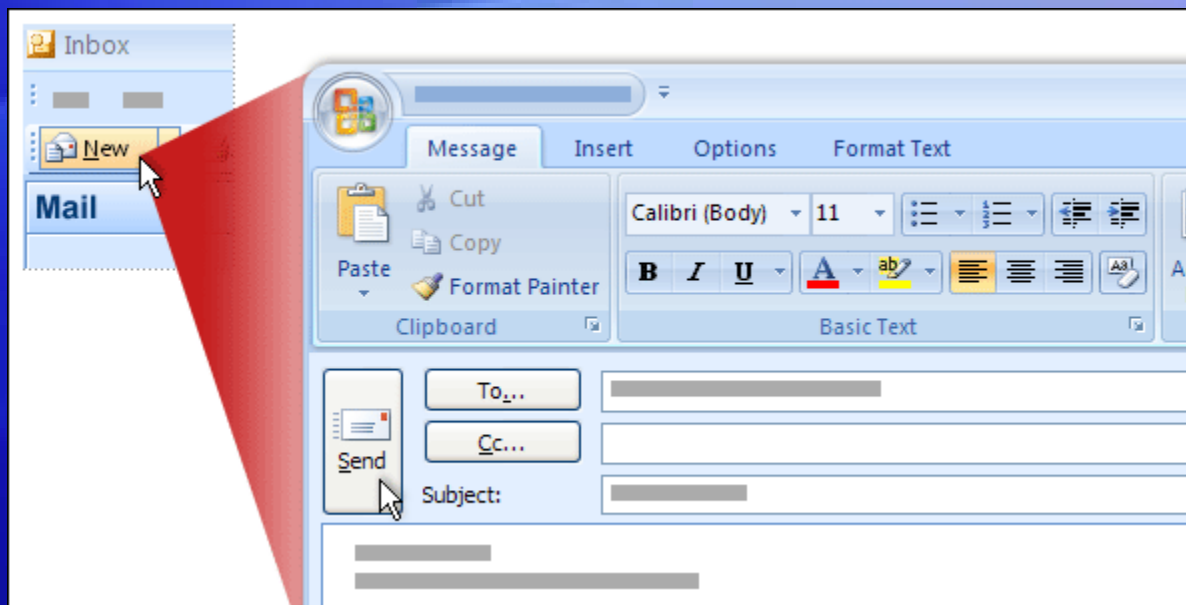 Inbox
New
Mail
Message Insert Options Format Text
Cut
Copy
Paste
Format Painter
Clipboard
Calibri (Body) 11
B I U A ab
Aa
Basic Text
A
To...
Cc...
Send
Subject: